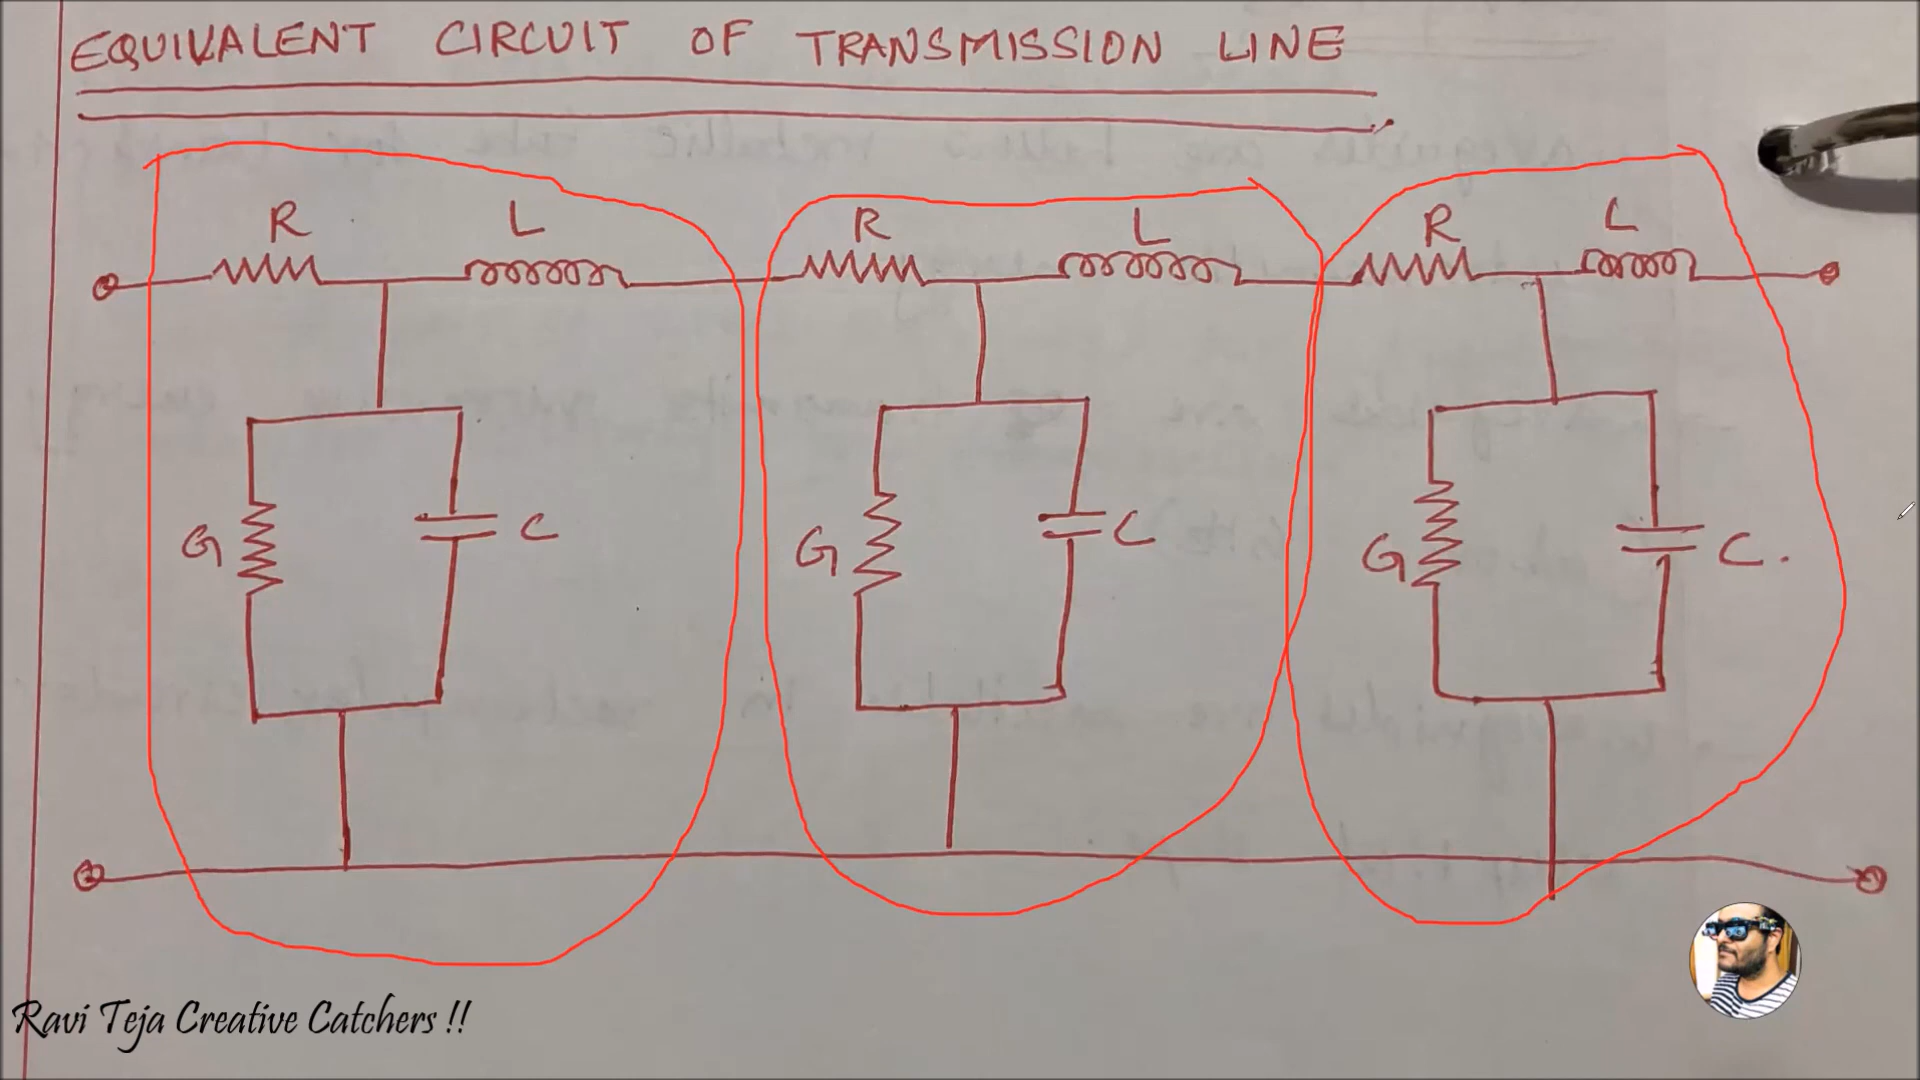 EQUIVALENT CIRCUIT OF TRANSMISSION LINE
R L R L R L
G C G C G C.
Ravi Teja Creative Catchers !!